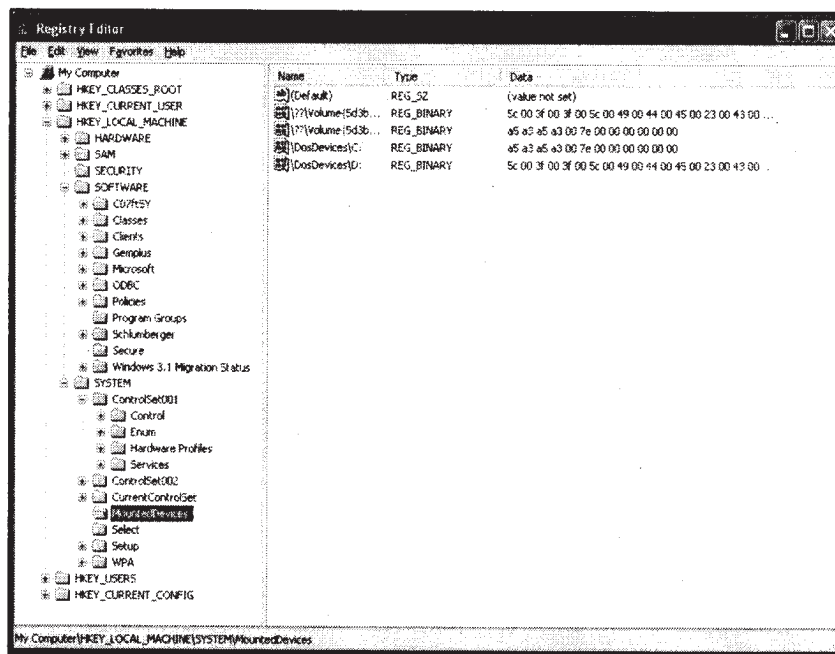 Registry Editor
File Edit View Favorites Help
My Computer
HKEY_CLASSES_ROOT
HKEY_CURRENT_USER
HKEY_LOCAL_MACHINE
HARDWARE
SAM
SECURITY
SOFTWARE
Classes
Clients
Gemplus
Microsoft
ODBC
Policies
Program Groups
Schlumberger
Secure
Windows 3.1 Migration Status
SYSTEM
ControlSet001
Control
Enum
Hardware Profiles
Services
ControlSet002
CurrentControlSet
MountedDevices
Select
Setup
WPA
HKEY_USERS
HKEY_CURRENT_CONFIG
Name Type Data
(Default) REG_SZ (value not set)
\??\Volume{5d3b... REG_BINARY 5c 00 3f 00 3f 00 5c 00 49 00 44 00 45 00 23 00 43 00 ...
\??\Volume{5d3b... REG_BINARY a5 a3 a5 a3 00 7e 00 00 00 00 00 00
\DosDevices\C: REG_BINARY a5 a3 a5 a3 00 7e 00 00 00 00 00 00
\DosDevices\D: REG_BINARY 5c 00 3f 00 3f 00 5c 00 49 00 44 00 45 00 23 00 43 00 ...
My Computer\HKEY_LOCAL_MACHINE\SYSTEM\MountedDevices